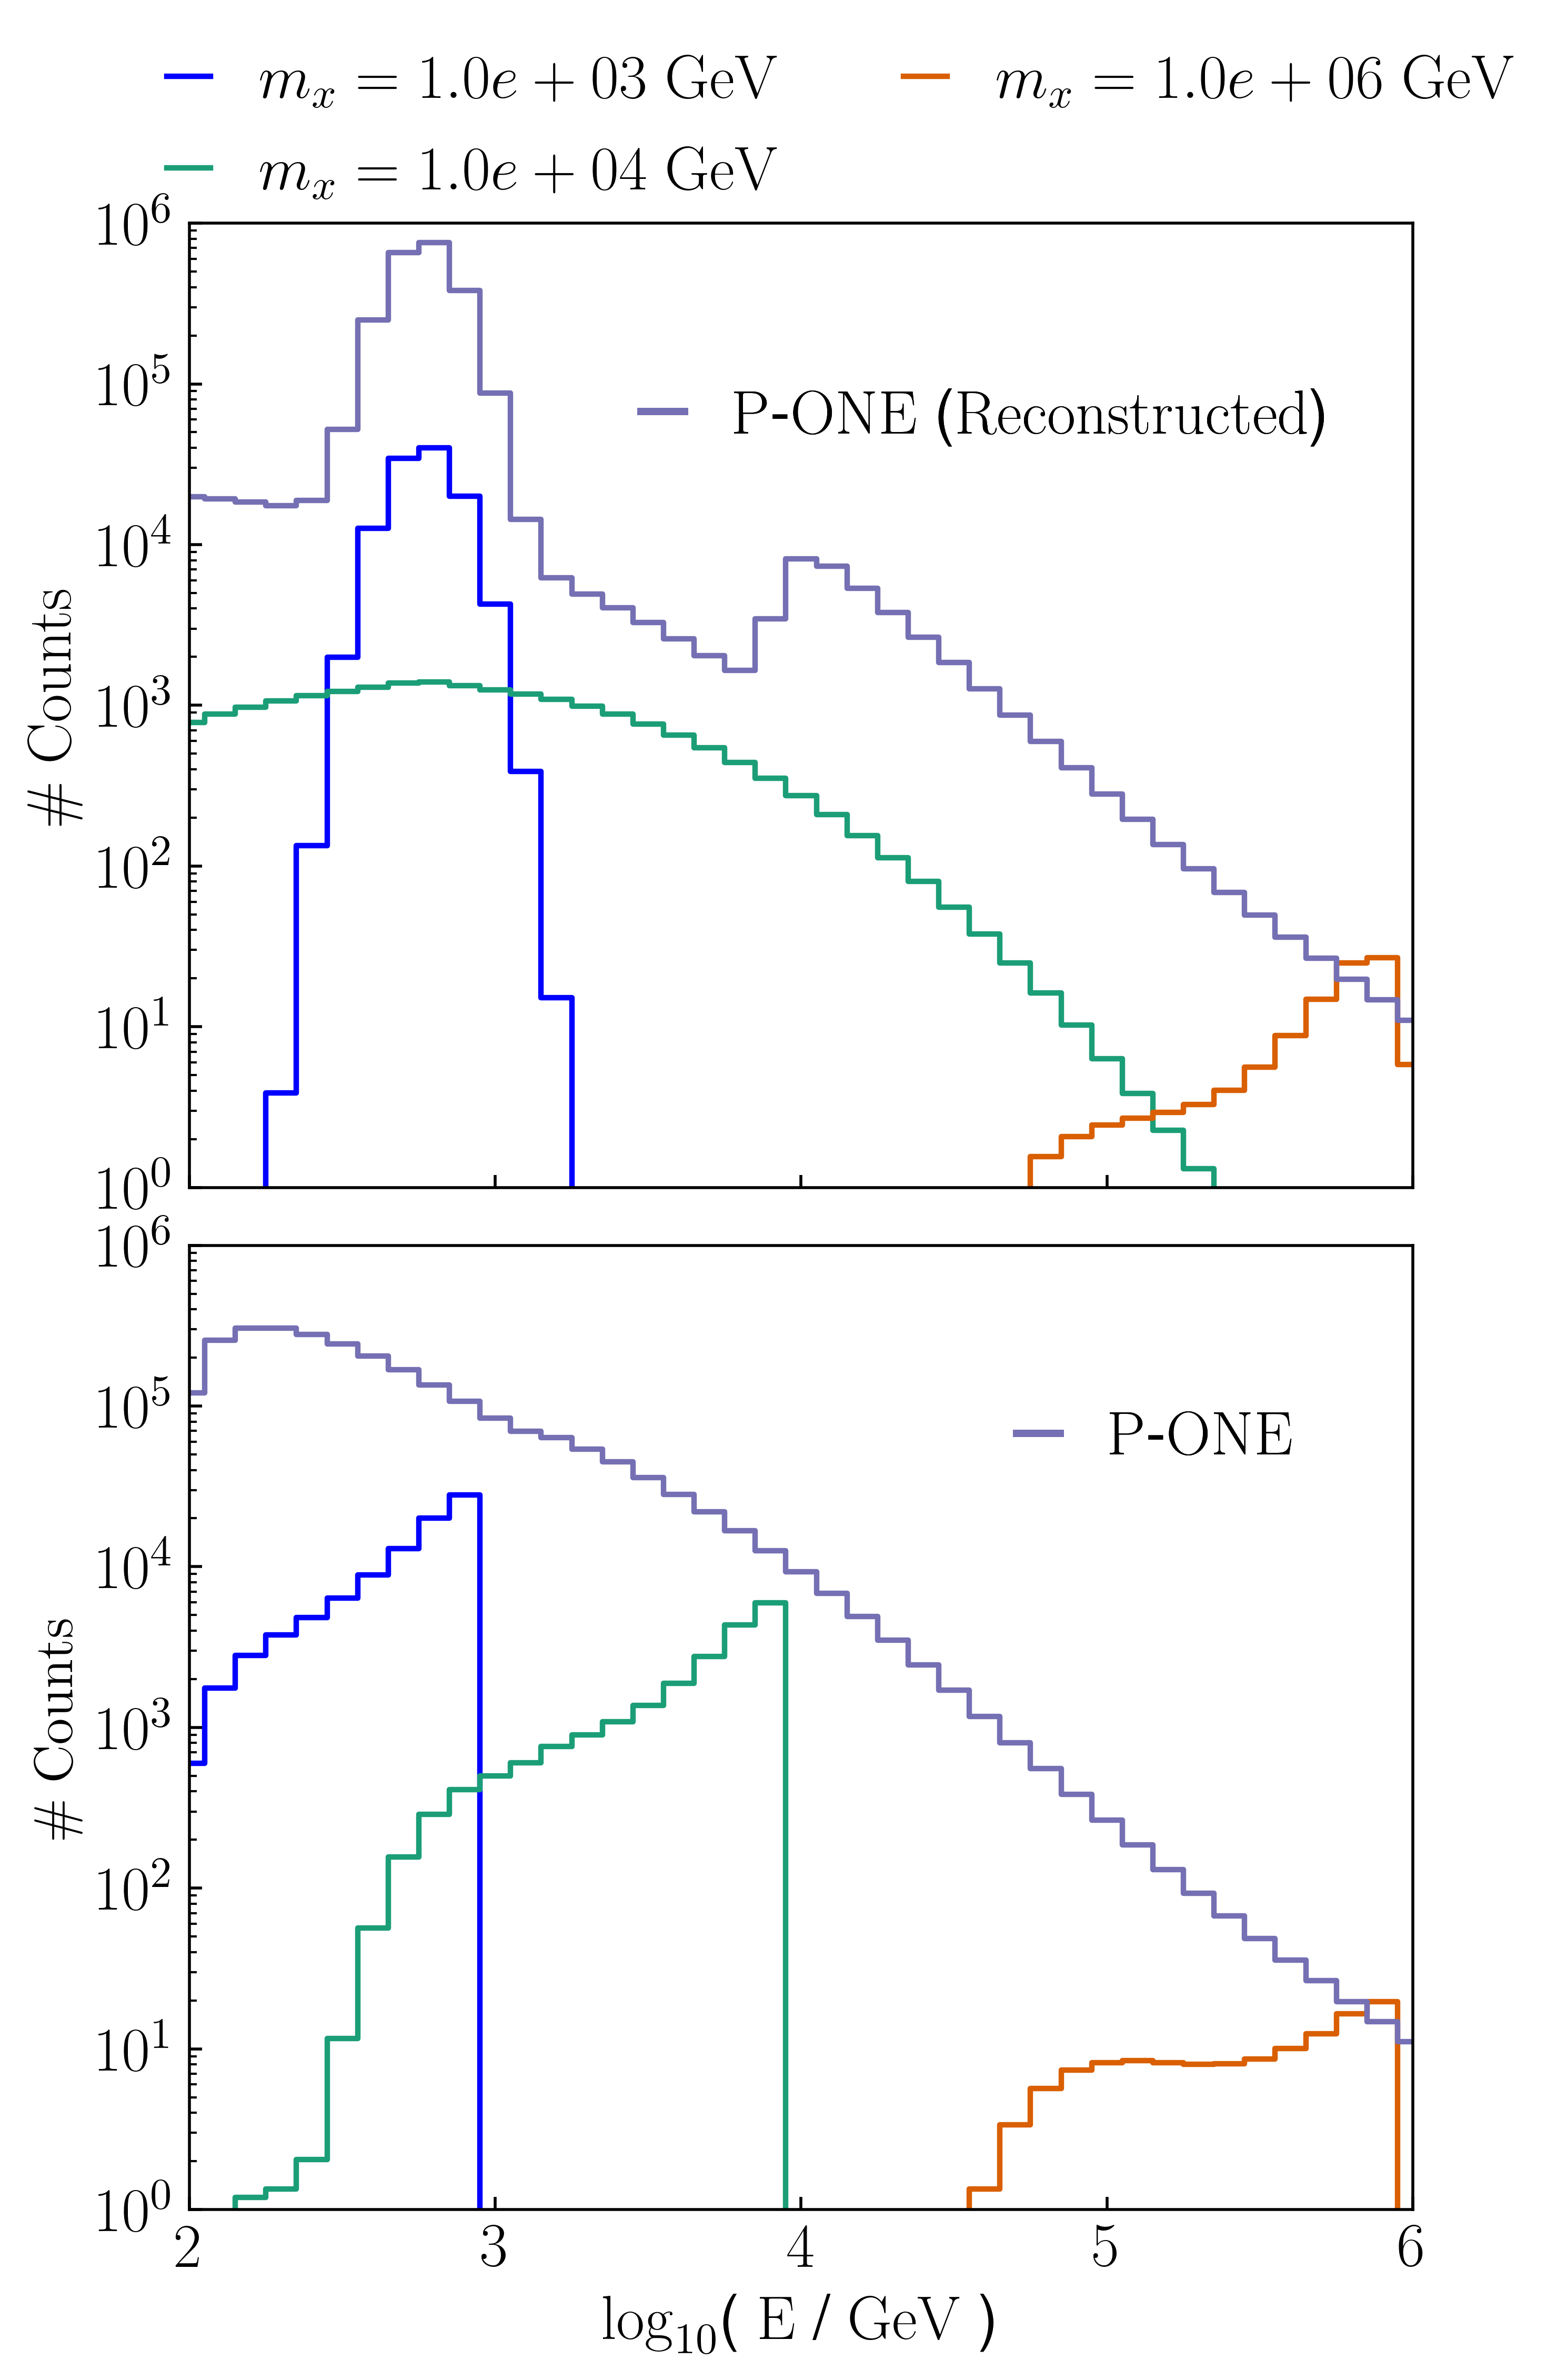 m_x = 1.0e + 03 GeV
m_x = 1.0e + 06 GeV
m_x = 1.0e + 04 GeV
10^6
10^5
10^4
10^3
10^2
10^1
10^0
# Counts
P-ONE (Reconstructed)
10^6
10^5
10^4
10^3
10^2
10^1
10^0
# Counts
P-ONE
2 3 4 5 6
log_10( E / GeV )